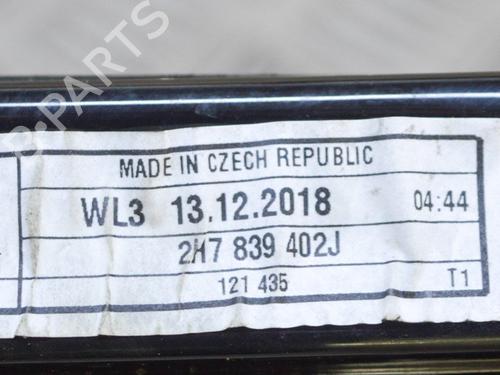 B-PARTS
MADE IN CZECH REPUBLIC
WL3 13.12.2018 04:44
2H7 839 402J
121 435 T1